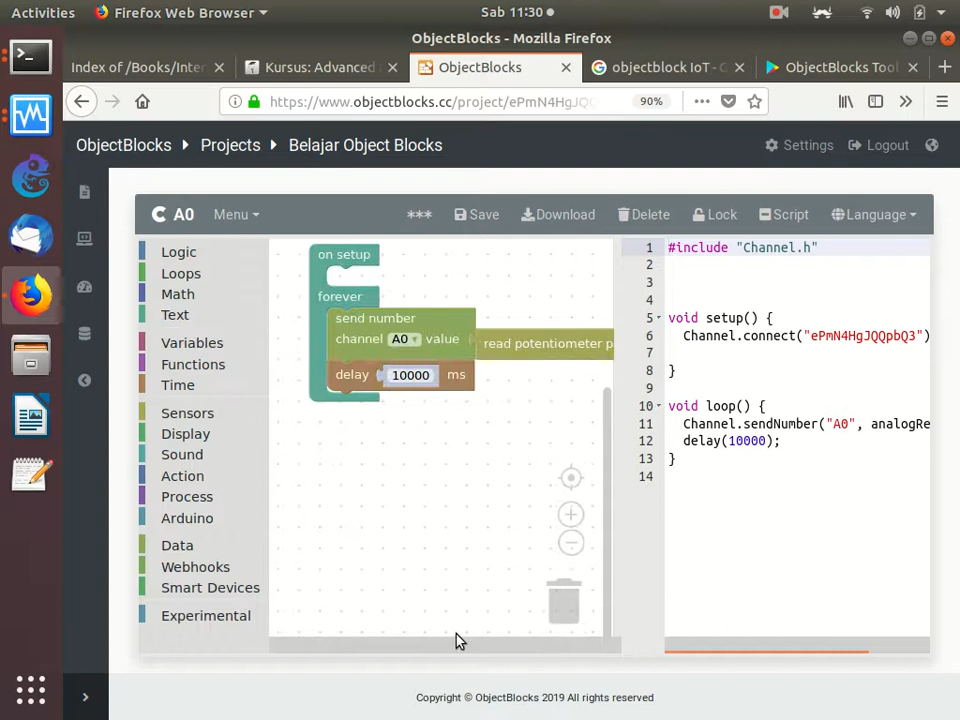 Activities Firefox Web Browser Sab 11:30
ObjectBlocks - Mozilla Firefox
Index of /Books/Inter Kursus: Advanced ObjectBlocks objectblock IoT - G ObjectBlocks Tool
https://www.objectblocks.cc/project/ePmN4HgJQ 90%
ObjectBlocks Projects Belajar Object Blocks Settings Logout
A0 Menu *** Save Download Delete Lock Script Language
Logic
Loops
Math
Text
Variables
Functions
Time
Sensors
Display
Sound
Action
Process
Arduino
Data
Webhooks
Smart Devices
Experimental
on setup
forever
send number
channel A0 value
read potentiometer p
delay 10000 ms
1 #include "Channel.h"
2
3
4
5 void setup() {
6 Channel.connect("ePmN4HgJQQpbQ3")
7
8 }
9
10 void loop() {
11 Channel.sendNumber("A0", analogRe
12 delay(10000);
13 }
14
Copyright © ObjectBlocks 2019 All rights reserved